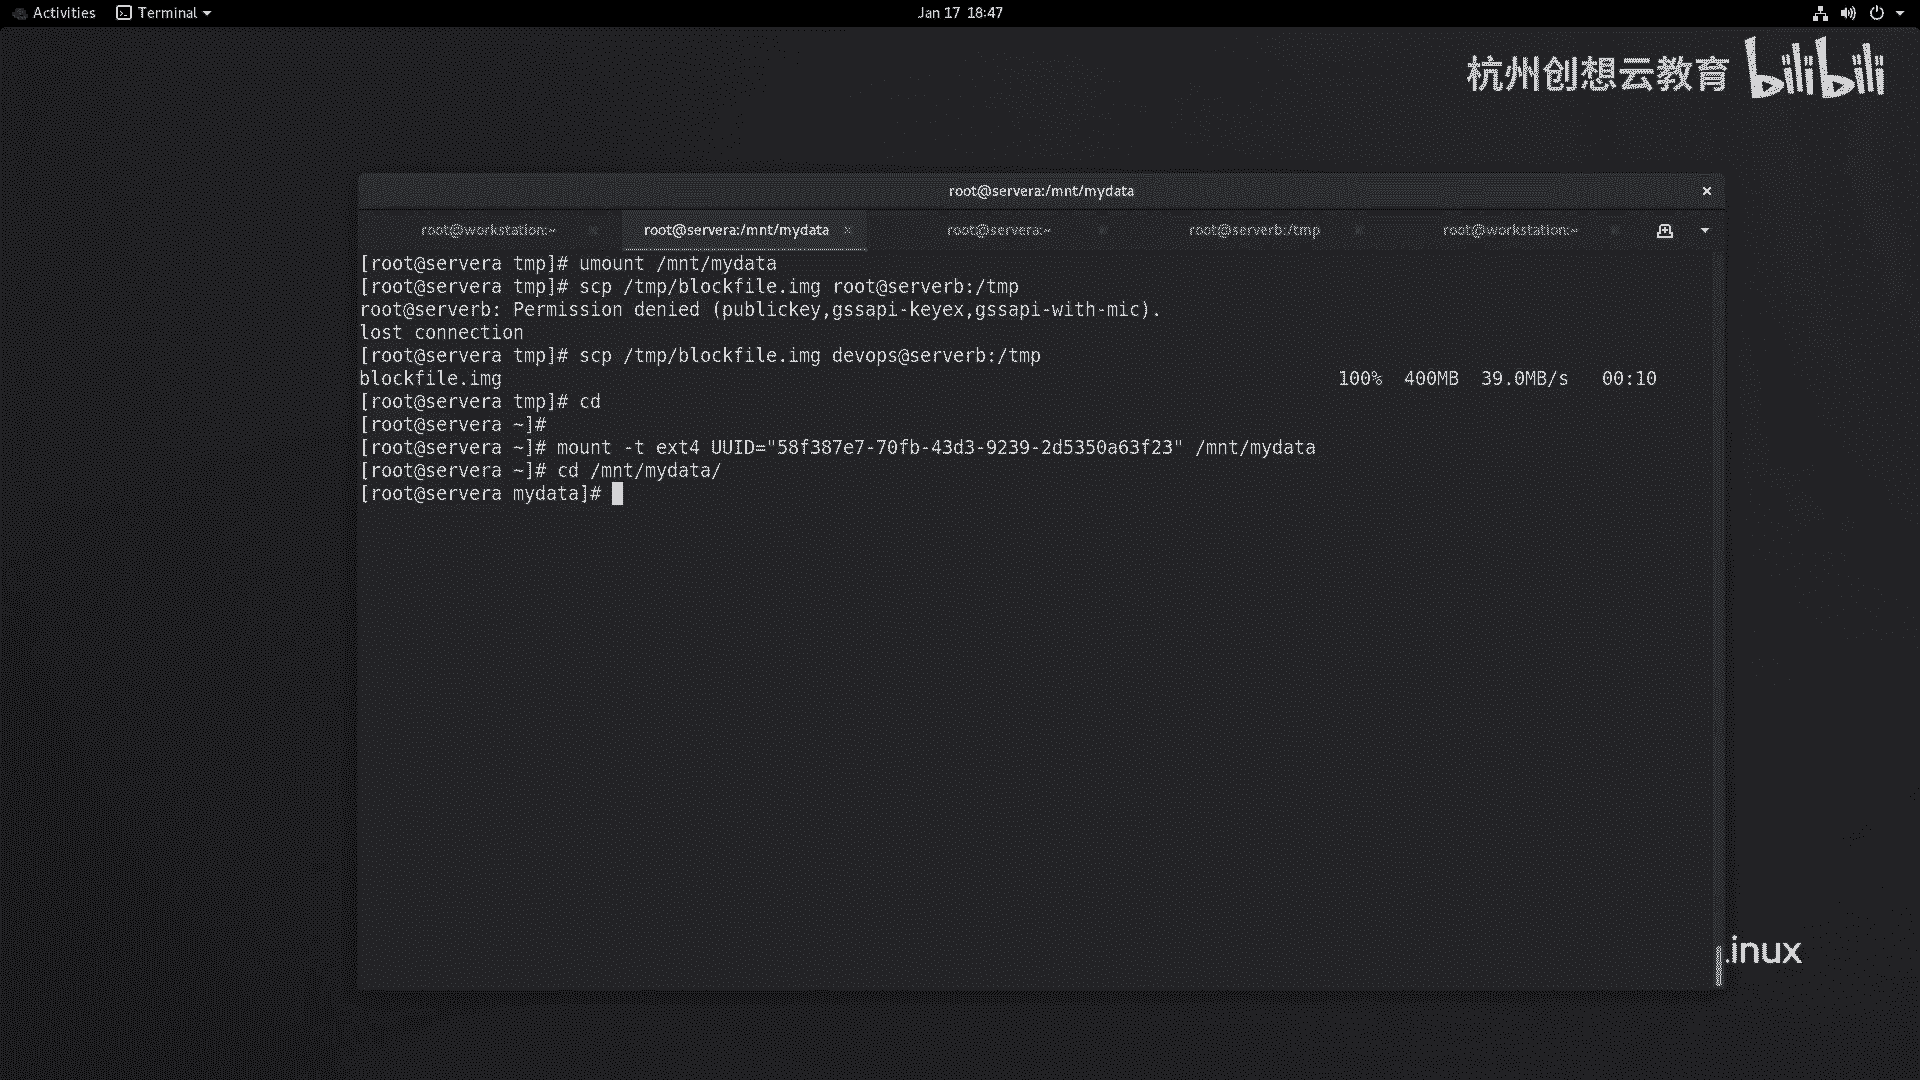 Activities
Terminal
Jan 17 18:47
杭州创想云教育 bilibili
root@servera:/mnt/mydata
root@workstation:~
root@servera:/mnt/mydata
root@servera:~
root@serverb:/tmp
root@workstation:~
[root@servera tmp]# umount /mnt/mydata
[root@servera tmp]# scp /tmp/blockfile.img root@serverb:/tmp
root@serverb: Permission denied (publickey,gssapi-keyex,gssapi-with-mic).
lost connection
[root@servera tmp]# scp /tmp/blockfile.img devops@serverb:/tmp
blockfile.img 100% 400MB 39.0MB/s 00:10
[root@servera tmp]# cd
[root@servera ~]#
[root@servera ~]# mount -t ext4 UUID="58f387e7-70fb-43d3-9239-2d5350a63f23" /mnt/mydata
[root@servera ~]# cd /mnt/mydata/
[root@servera mydata]#
inux